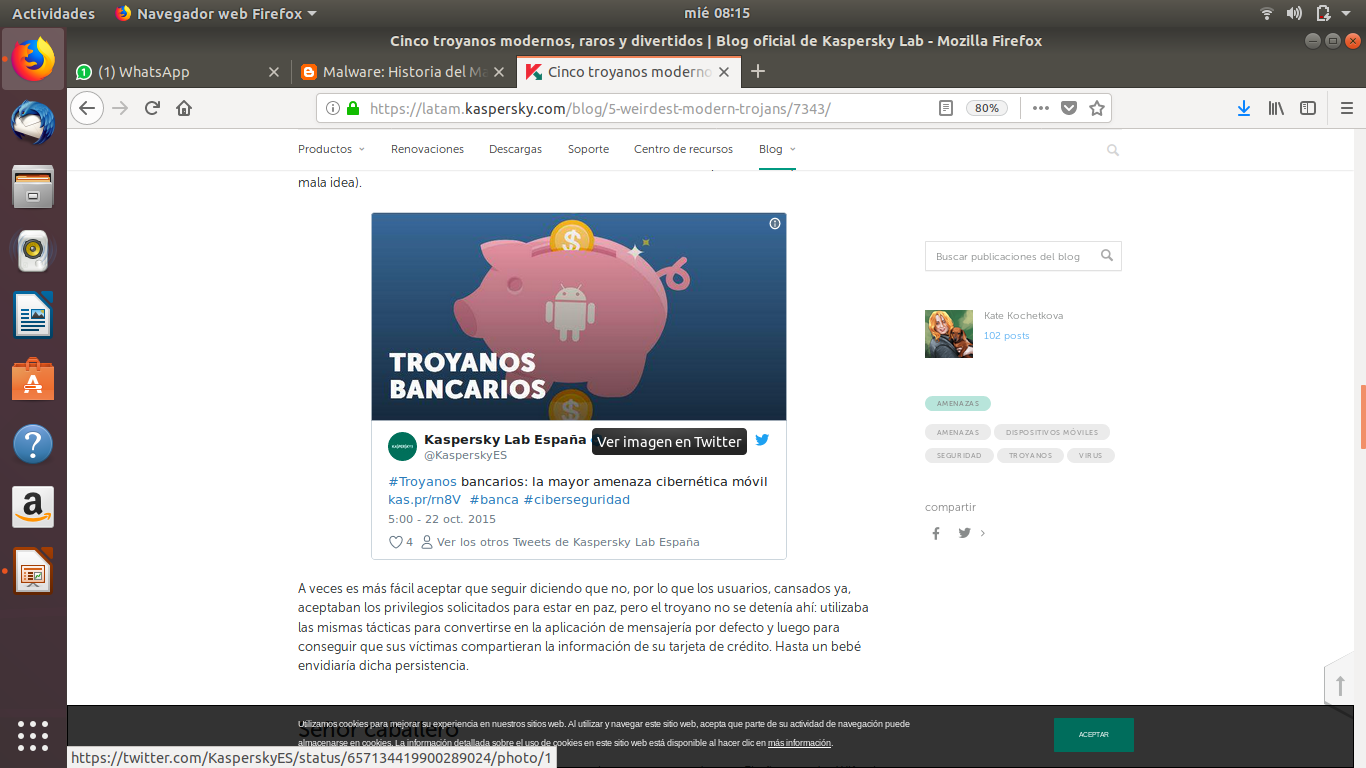 Actividades
Navegador web Firefox
mié 08:15
Cinco troyanos modernos, raros y divertidos | Blog oficial de Kaspersky Lab - Mozilla Firefox
(1) WhatsApp
Malware: Historia del Ma
Cinco troyanos moderno
https://latam.kaspersky.com/blog/5-weirdest-modern-trojans/7343/
80%
Productos
Renovaciones
Descargas
Soporte
Centro de recursos
Blog
mala idea).
TROYANOS
BANCARIOS
Kaspersky Lab España
Ver imagen en Twitter
KASPERSKY
@KasperskyES
#Troyanos bancarios: la mayor amenaza cibernética móvil
kas.pr/rn8V #banca #ciberseguridad
5:00 - 22 oct. 2015
4
Ver los otros Tweets de Kaspersky Lab España
A veces es más fácil aceptar que seguir diciendo que no, por lo que los usuarios, cansados ya,
aceptaban los privilegios solicitados para estar en paz, pero el troyano no se detenía ahí: utilizaba
las mismas tácticas para convertirse en la aplicación de mensajería por defecto y luego para
conseguir que sus víctimas compartieran la información de su tarjeta de crédito. Hasta un bebé
envidiaría dicha persistencia.
Señor caballero
Buscar publicaciones del blog
Kate Kochetkova
102 posts
AMENAZAS
AMENAZAS
DISPOSITIVOS MÓVILES
SEGURIDAD
TROYANOS
VIRUS
compartir
Utilizamos cookies para mejorar su experiencia en nuestros sitios web. Al utilizar y navegar este sitio web, acepta que parte de su actividad de navegación puede
almacenarse en cookies. La información detallada sobre el uso de cookies en este sitio web está disponible al hacer clic en más información.
ACEPTAR
https://twitter.com/KasperskyES/status/657134419900289024/photo/1